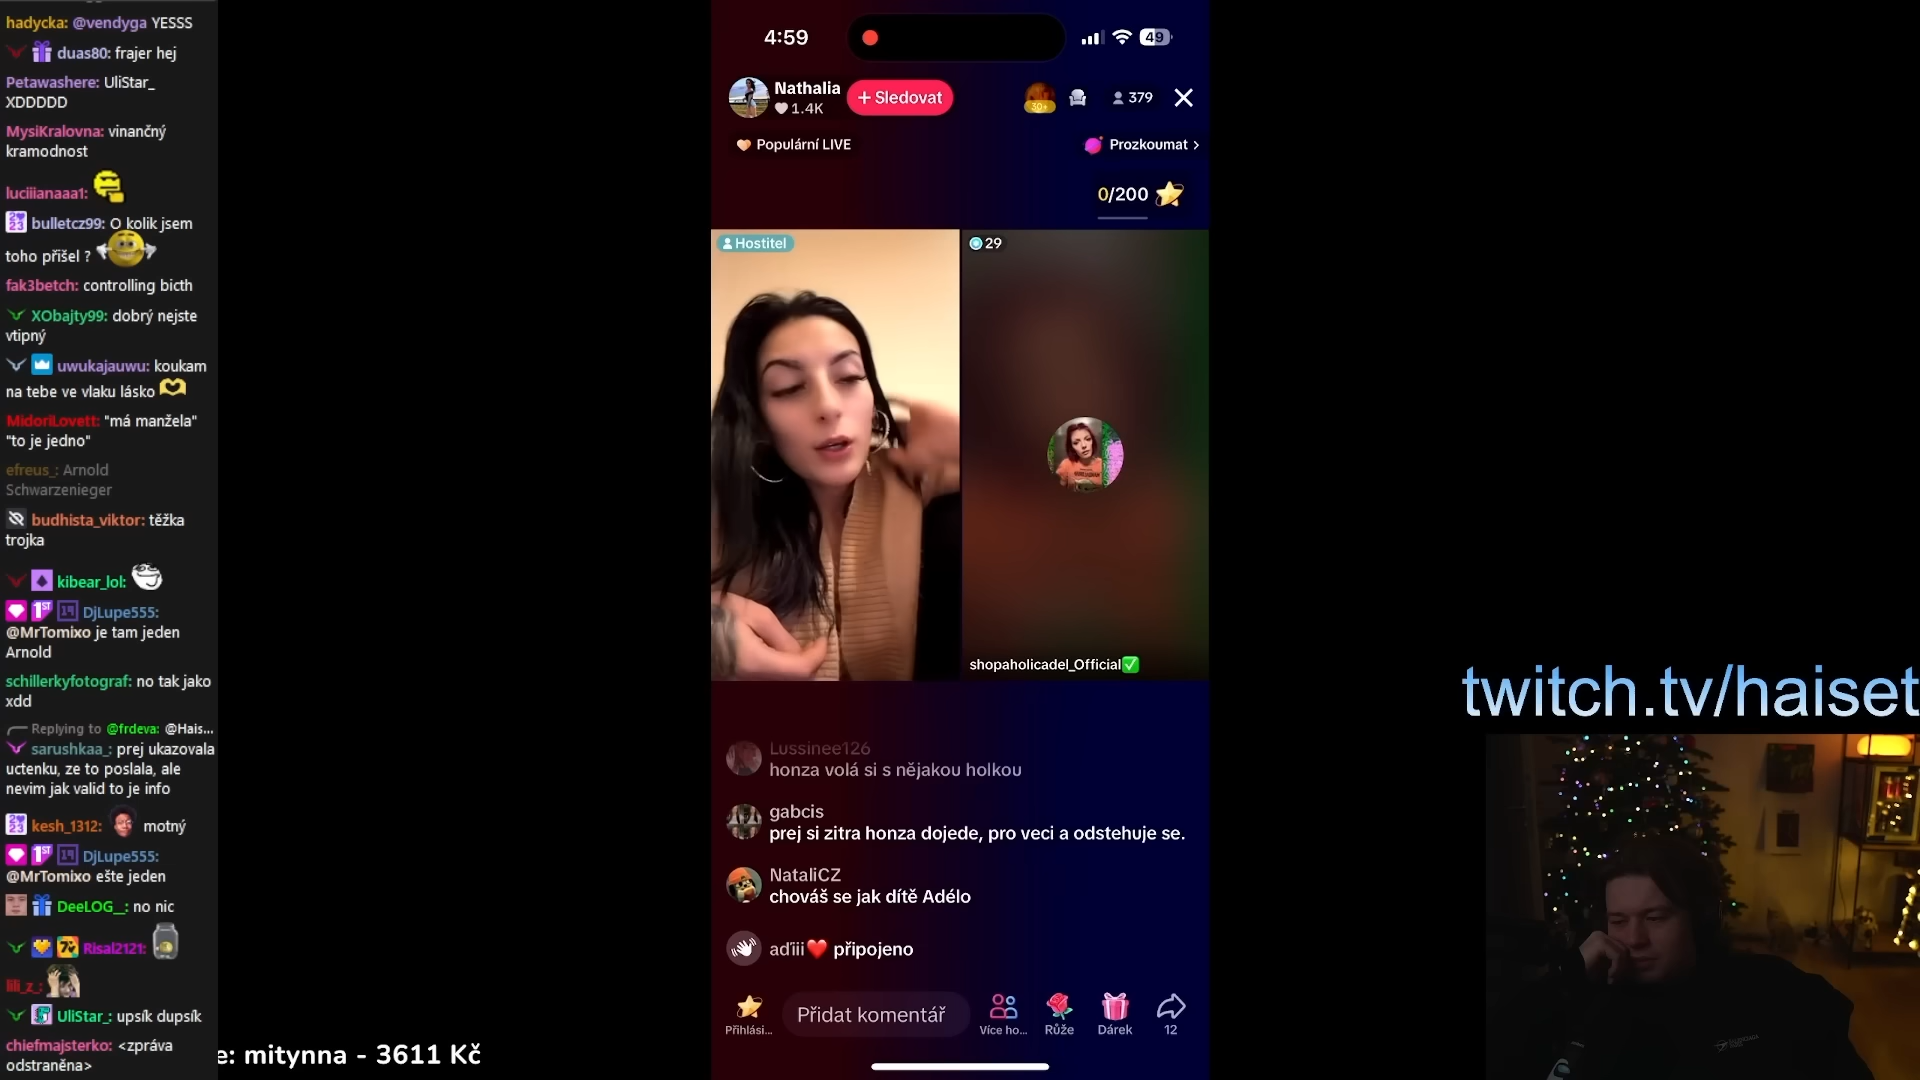 hadycka: @vendyga YESSS
duas80: frajer hej
Petawashere: UliStar_
XDDDDD
MysiKralovna: vinančný
kramodnost
luciiianaaa1:
bulletcz99: O kolik jsem
toho přišel ?
fak3betch: controlling bicth
XObajty99: dobrý nejste
vtipný
uwukajauwu: koukam
na tebe ve vlaku lásko
MidoriLovett: "má manžela"
"to je jedno"
efreus_: Arnold
Schwarzenieger
budhista_viktor: těžka
trojka
kibear_lol:
DjLupe555:
@MrTomixo je tam jeden
Arnold
schillerkyfotograf: no tak jako
xdd
Replying to @frdeva: @Hais...
sarushkaa_: prej ukazovala
uctenku, ze to poslala, ale
nevim jak valid to je info
kesh_1312: motný
DjLupe555:
@MrTomixo ešte jeden
DeeLOG__: no nic
Risal2121:
lili_z_:
UliStar_: upsík dupsík
chiefmajsterko: <zpráva
odstraněna>
e: mitynna - 3611 Kč
4:59
49
Nathalia
1.4K
+ Sledovat
30+
379
Populární LIVE
Prozkoumat >
0/200
Hostitel
29
shopaholicadel_Official
Lussinee126
honza volá si s nějakou holkou
gabcis
prej si zitra honza dojede, pro veci a odstehuje se.
NataliCZ
chováš se jak dítě Adélo
aďiii připojeno
Přihlási...
Přidat komentář
Více ho...
Růže
Dárek
12
twitch.tv/haiset